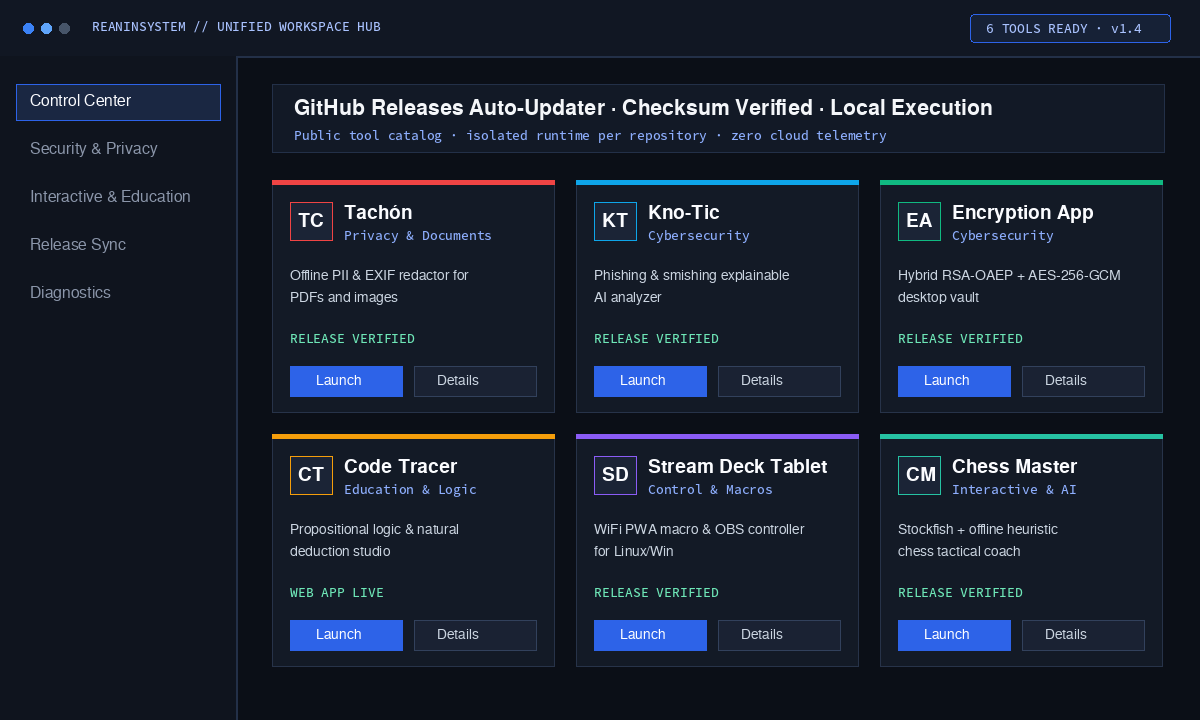 REANINSYSTEM // UNIFIED WORKSPACE HUB
6 TOOLS READY · v1.4
Control Center
Security & Privacy
Interactive & Education
Release Sync
Diagnostics
GitHub Releases Auto-Updater · Checksum Verified · Local Execution
Public tool catalog · isolated runtime per repository · zero cloud telemetry
TC
Tachón
Privacy & Documents
Offline PII & EXIF redactor for
PDFs and images
RELEASE VERIFIED
Launch
Details
KT
Kno-Tic
Cybersecurity
Phishing & smishing explainable
AI analyzer
RELEASE VERIFIED
Launch
Details
EA
Encryption App
Cybersecurity
Hybrid RSA-OAEP + AES-256-GCM
desktop vault
RELEASE VERIFIED
Launch
Details
CT
Code Tracer
Education & Logic
Propositional logic & natural
deduction studio
WEB APP LIVE
Launch
Details
SD
Stream Deck Tablet
Control & Macros
WiFi PWA macro & OBS controller
for Linux/Win
RELEASE VERIFIED
Launch
Details
CM
Chess Master
Interactive & AI
Stockfish + offline heuristic
chess tactical coach
RELEASE VERIFIED
Launch
Details